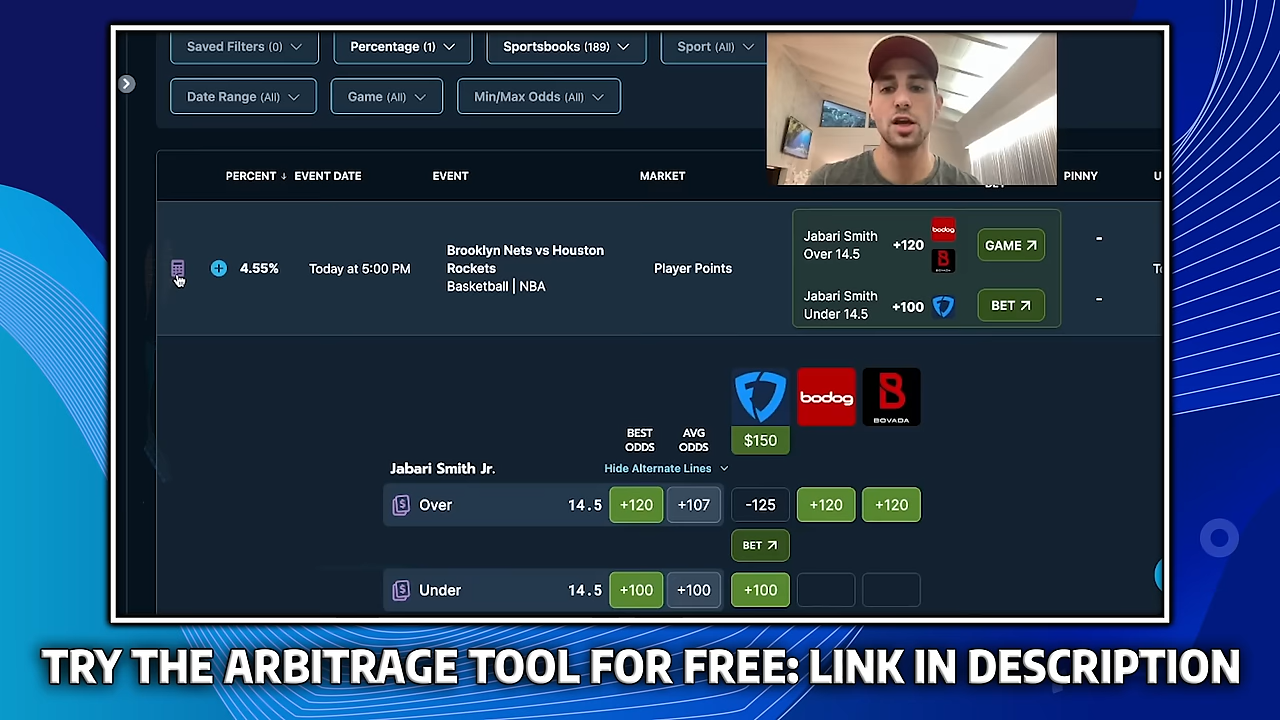 Saved Filters (0)
Percentage (1)
Sportsbooks (189)
Sport (All)
Date Range (All)
Game (All)
Min/Max Odds (All)
PERCENT ↓ EVENT DATE EVENT MARKET PINNY
4.55% Today at 5:00 PM
Brooklyn Nets vs Houston
Rockets
Basketball | NBA
Player Points
Jabari Smith
Over 14.5
+120
bodog
B
BOVADA
GAME
-
Jabari Smith
Under 14.5
+100
BET
-
bodog
B
BOVADA
$150
BEST
ODDS
AVG
ODDS
Jabari Smith Jr.
Hide Alternate Lines
Over 14.5 +120 +107 -125 +120 +120
BET
Under 14.5 +100 +100 +100
TRY THE ARBITRAGE TOOL FOR FREE: LINK IN DESCRIPTION